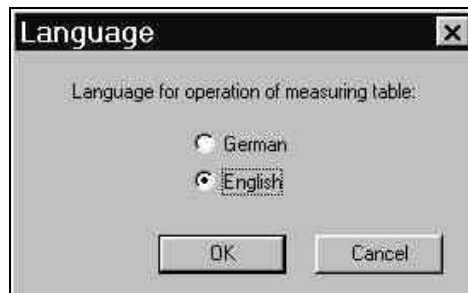 Language
Language for operation of measuring table:
German
English
OK
Cancel